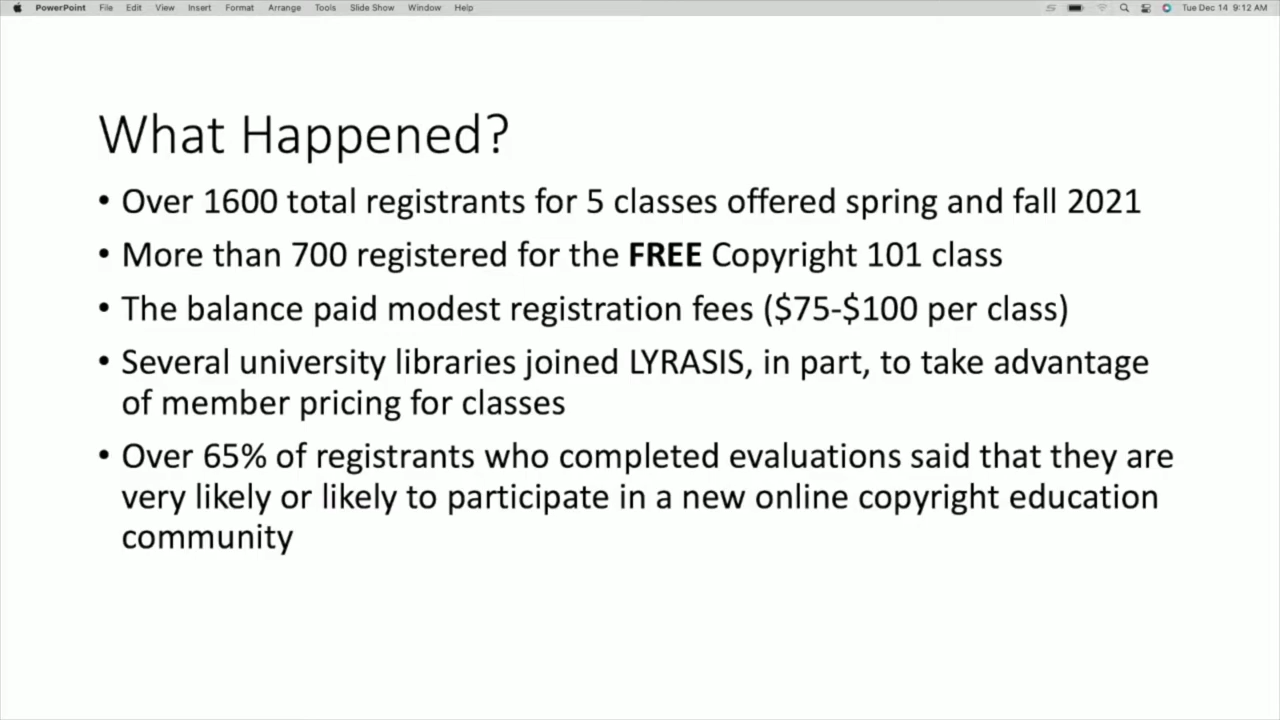 PowerPoint File Edit View Insert Format Arrange Tools Slide Show Window Help Tue Dec 14 9:12 AM
What Happened?
• Over 1600 total registrants for 5 classes offered spring and fall 2021
• More than 700 registered for the FREE Copyright 101 class
• The balance paid modest registration fees ($75-$100 per class)
• Several university libraries joined LYRASIS, in part, to take advantage
of member pricing for classes
• Over 65% of registrants who completed evaluations said that they are
very likely or likely to participate in a new online copyright education
community